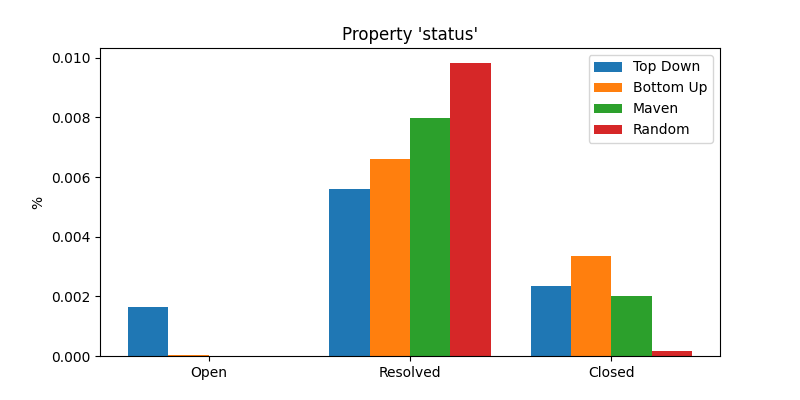 Property 'status'
0.010
0.008
0.006
0.004
0.002
0.000
%
Top Down
Bottom Up
Maven
Random
Open
Resolved
Closed